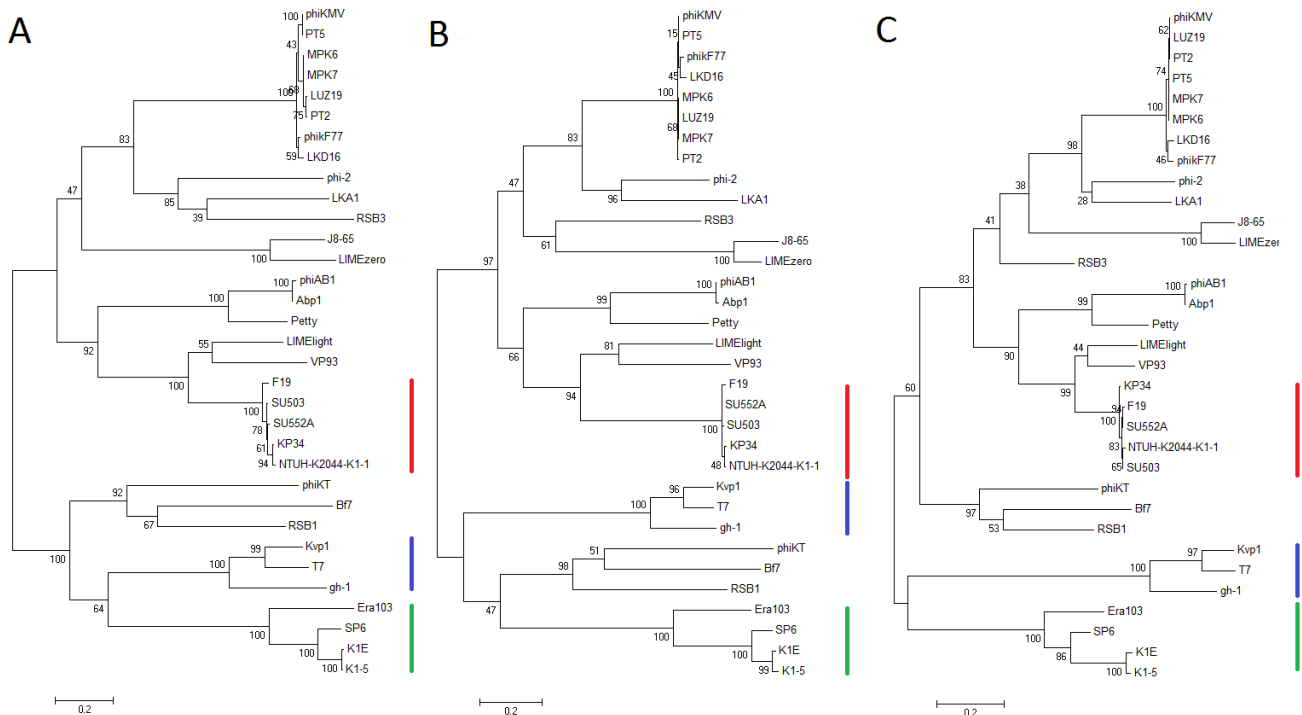 A
100
phiKMV
PT5
43
MPK6
MPK7
100
68
LUZ19
75
PT2
phikF77
59
LKD16
83
phi-2
47
85
LKA1
39
RSB3
J8-65
100
LIMEzero
100
phiAB1
Abp1
100
Petty
92
55
LIMElight
VP93
100
F19
SU503
100
SU552A
78
KP34
61
94
NTUH-K2044-K1-1
92
phiKT
Bf7
67
RSB1
100
99
Kvp1
T7
100
gh-1
64
Era103
100
SP6
100
K1E
100
K1-5
0.2
B
phiKMV
15
PT5
phikF77
45
LKD16
100
MPK6
LUZ19
68
MPK7
PT2
83
phi-2
47
96
LKA1
RSB3
61
J8-65
100
LIMEzero
97
100
phiAB1
Abp1
99
Petty
66
81
LIMElight
VP93
94
F19
SU552A
SU503
100
KP34
48
NTUH-K2044-K1-1
96
Kvp1
T7
100
gh-1
51
phiKT
Bf7
98
RSB1
47
Era103
100
SP6
100
K1E
99
K1-5
0.2
C
phiKMV
62
LUZ19
PT2
74
PT5
MPK7
100
MPK6
LKD16
46
phikF77
98
phi-2
38
28
LKA1
J8-65
100
LIMEzer
41
RSB3
83
100
phiAB1
Abp1
99
Petty
90
44
LIMElight
VP93
99
KP34
94
F19
100
SU552A
83
NTUH-K2044-K1-1
65
SU503
60
phiKT
97
Bf7
53
RSB1
97
Kvp1
T7
100
gh-1
Era103
100
SP6
86
K1E
100
K1-5
0.2